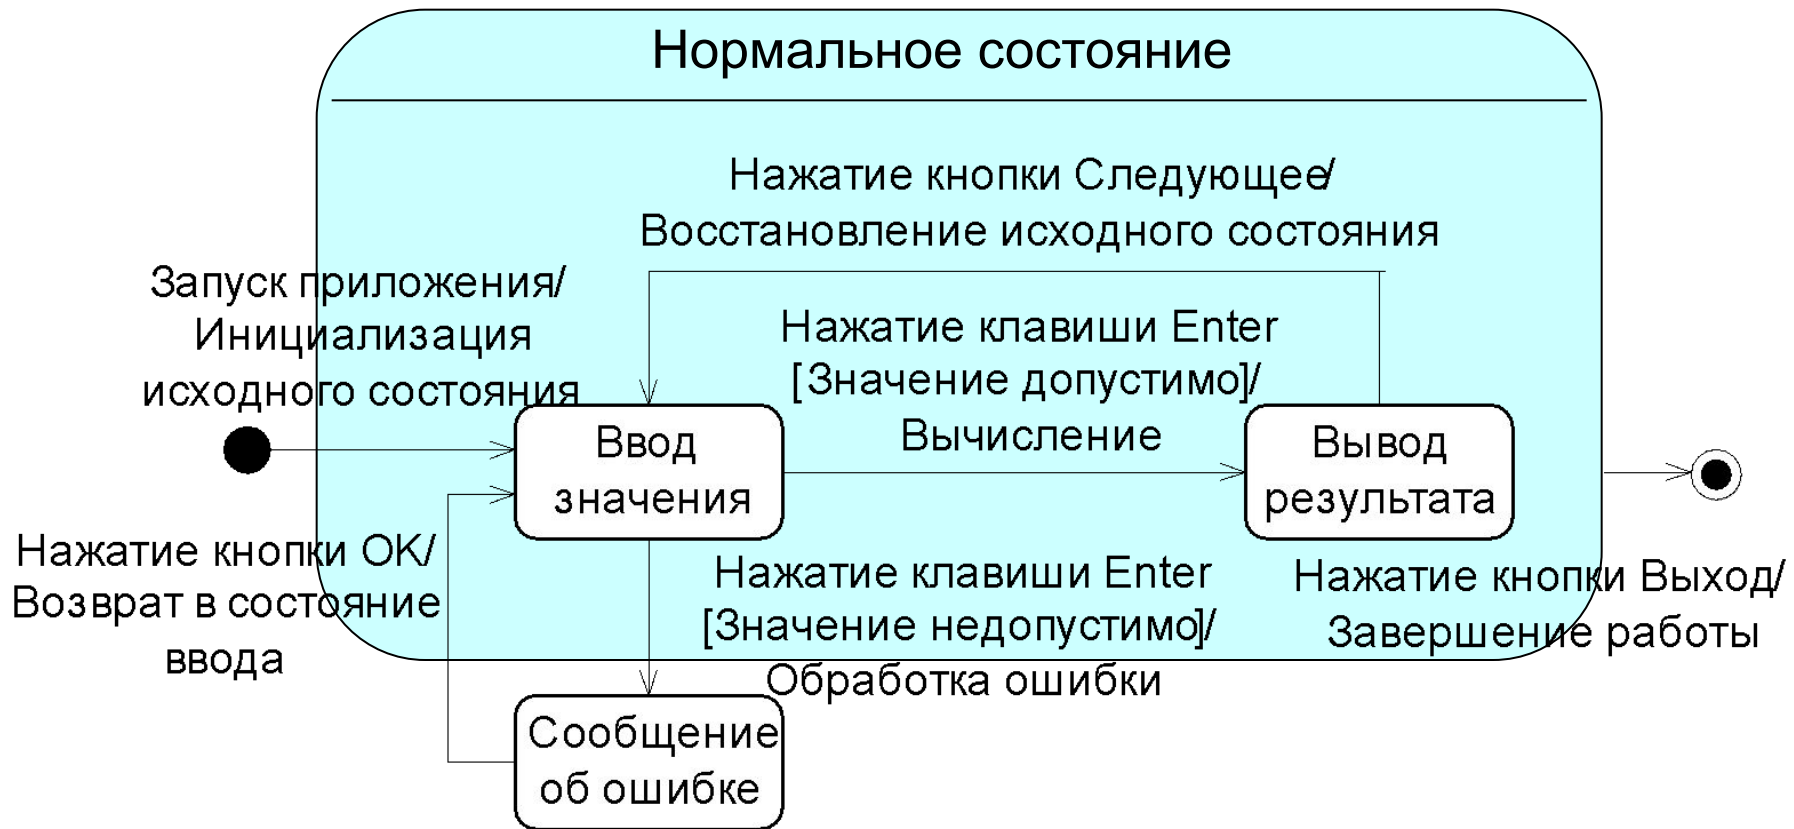 Нормальное состояние
Нажатие кнопки Следующее/
Восстановление исходного состояния
Запуск приложения/
Инициализация
исходного состояния
Нажатие клавиши Enter
[Значение допустимо]/
Вычисление
Ввод
значения
Вывод
результата
Нажатие кнопки OK/
Возврат в состояние
ввода
Нажатие клавиши Enter
[Значение недопустимо]/
Обработка ошибки
Нажатие кнопки Выход/
Завершение работы
Сообщение
об ошибке